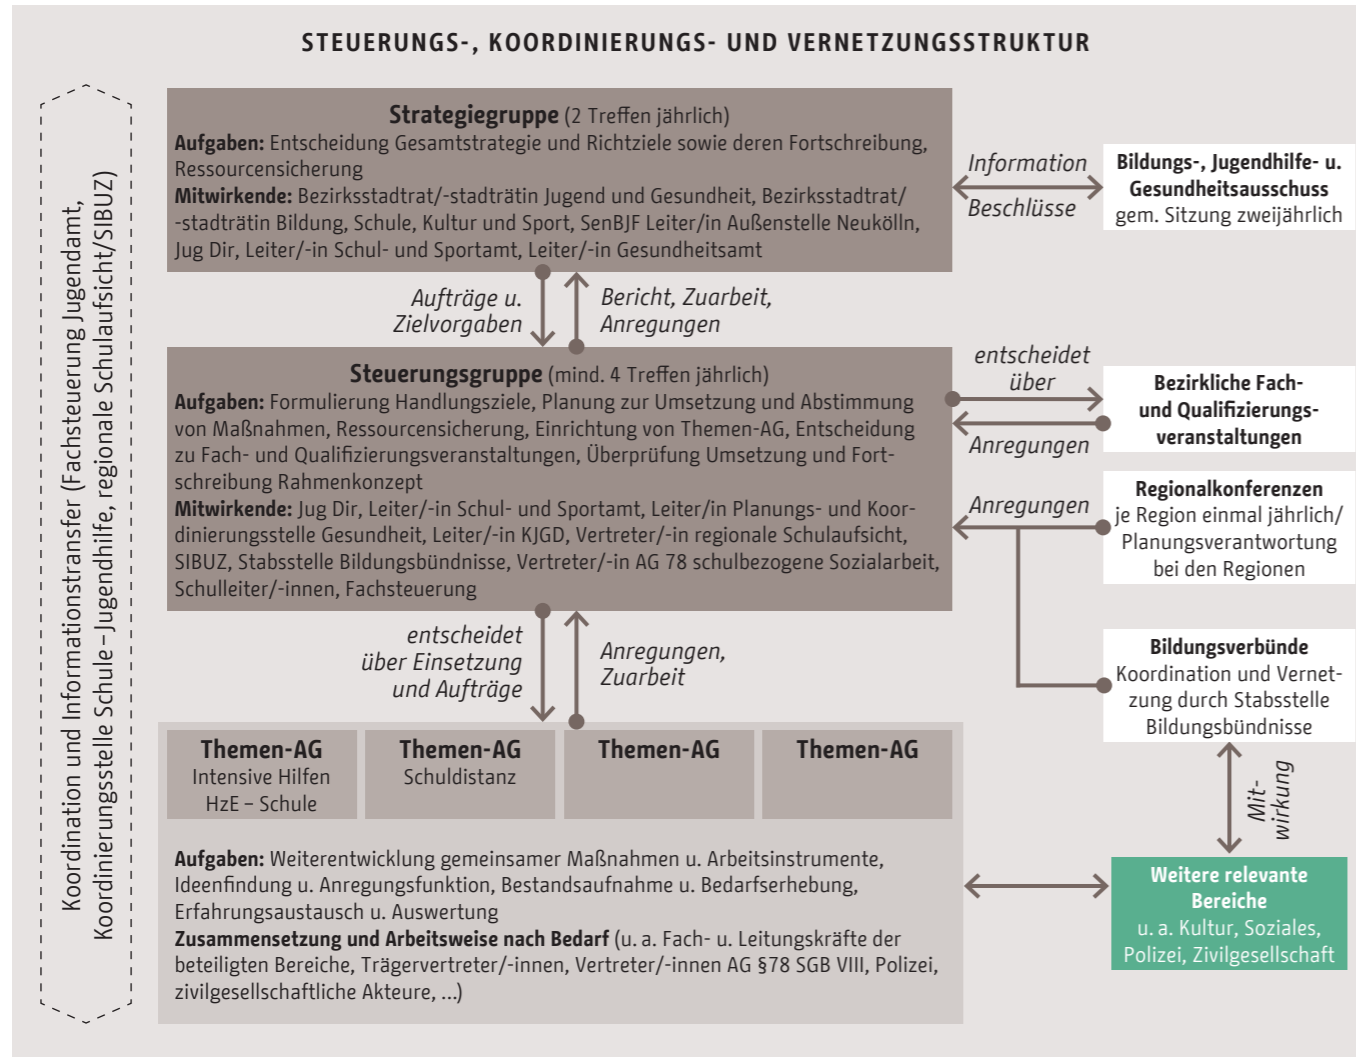 STEUERUNGS-, KOORDINIERUNGS- UND VERNETZUNGSSTRUKTUR
Koordination und Informationstransfer (Fachsteuerung Jugendamt,
Koordinierungsstelle Schule – Jugendhilfe, regionale Schulaufsicht/SIBUZ)
Strategiegruppe (2 Treffen jährlich)
Aufgaben: Entscheidung Gesamtstrategie und Richtziele sowie deren Fortschreibung,
Ressourcensicherung
Mitwirkende: Bezirksstadtrat/-stadträtin Jugend und Gesundheit, Bezirksstadtrat/
-stadträtin Bildung, Schule, Kultur und Sport, SenBJF Leiter/in Außenstelle Neukölln,
Jug Dir, Leiter/-in Schul- und Sportamt, Leiter/-in Gesundheitsamt
Information
Beschlüsse
Bildungs-, Jugendhilfe- u.
Gesundheitsausschuss
gem. Sitzung zweijährlich
Aufträge u.
Zielvorgaben
Bericht, Zuarbeit,
Anregungen
Steuerungsgruppe (mind. 4 Treffen jährlich)
Aufgaben: Formulierung Handlungsziele, Planung zur Umsetzung und Abstimmung
von Maßnahmen, Ressourcensicherung, Einrichtung von Themen-AG, Entscheidung
zu Fach- und Qualifizierungsveranstaltungen, Überprüfung Umsetzung und Fort-
schreibung Rahmenkonzept
Mitwirkende: Jug Dir, Leiter/-in Schul- und Sportamt, Leiter/in Planungs- und Koor-
dinierungsstelle Gesundheit, Leiter/-in KJGD, Vertreter/-in regionale Schulaufsicht,
SIBUZ, Stabsstelle Bildungsbündnisse, Vertreter/-in AG 78 schulbezogene Sozialarbeit,
Schulleiter/-innen, Fachsteuerung
entscheidet
über
Anregungen
Bezirkliche Fach-
und Qualifizierungs-
veranstaltungen
Anregungen
Regionalkonferenzen
je Region einmal jährlich/
Planungsverantwortung
bei den Regionen
Bildungsverbünde
Koordination und Vernet-
zung durch Stabsstelle
Bildungsbündnisse
entscheidet
über Einsetzung
und Aufträge
Anregungen,
Zuarbeit
Themen-AG
Intensive Hilfen
HzE – Schule
Themen-AG
Schuldistanz
Themen-AG
Themen-AG
Aufgaben: Weiterentwicklung gemeinsamer Maßnahmen u. Arbeitsinstrumente,
Ideenfindung u. Anregungsfunktion, Bestandsaufnahme u. Bedarfserhebung,
Erfahrungsaustausch u. Auswertung
Zusammensetzung und Arbeitsweise nach Bedarf (u. a. Fach- u. Leitungskräfte der
beteiligten Bereiche, Trägervertreter/-innen, Vertreter/-innen AG §78 SGB VIII, Polizei,
zivilgesellschaftliche Akteure, ...)
Mit-
wirkung
Weitere relevante
Bereiche
u. a. Kultur, Soziales,
Polizei, Zivilgesellschaft